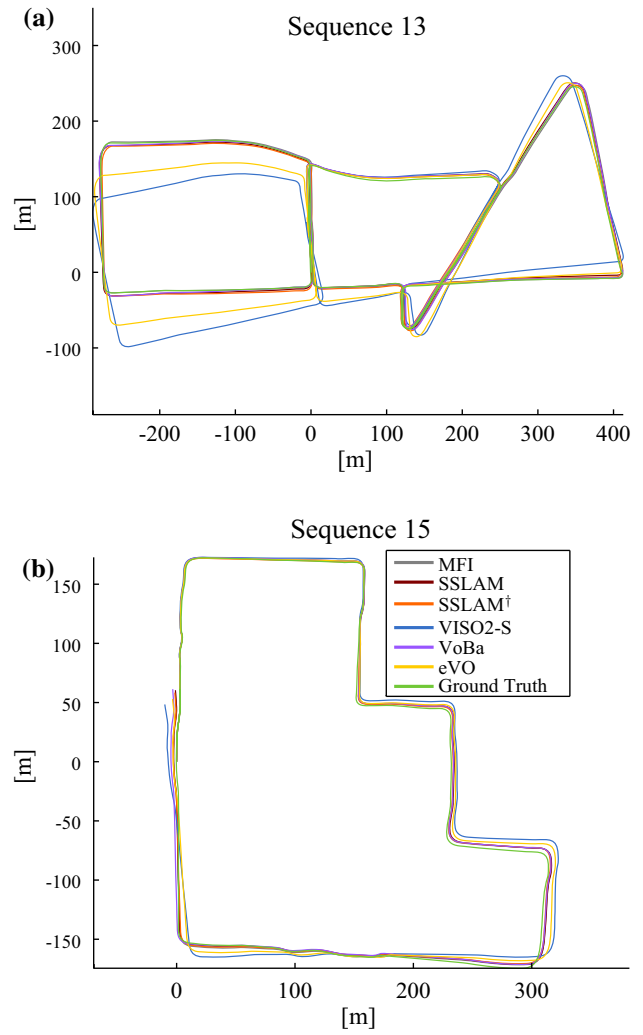 (a)
Sequence 13
300
200
100
0
-100
[m]
-200 -100 0 100 200 300 400
[m]
(b)
Sequence 15
150
100
50
0
-50
-100
-150
[m]
MFI
SSLAM
SSLAM†
VISO2-S
VoBa
eVO
Ground Truth
0 100 200 300
[m]